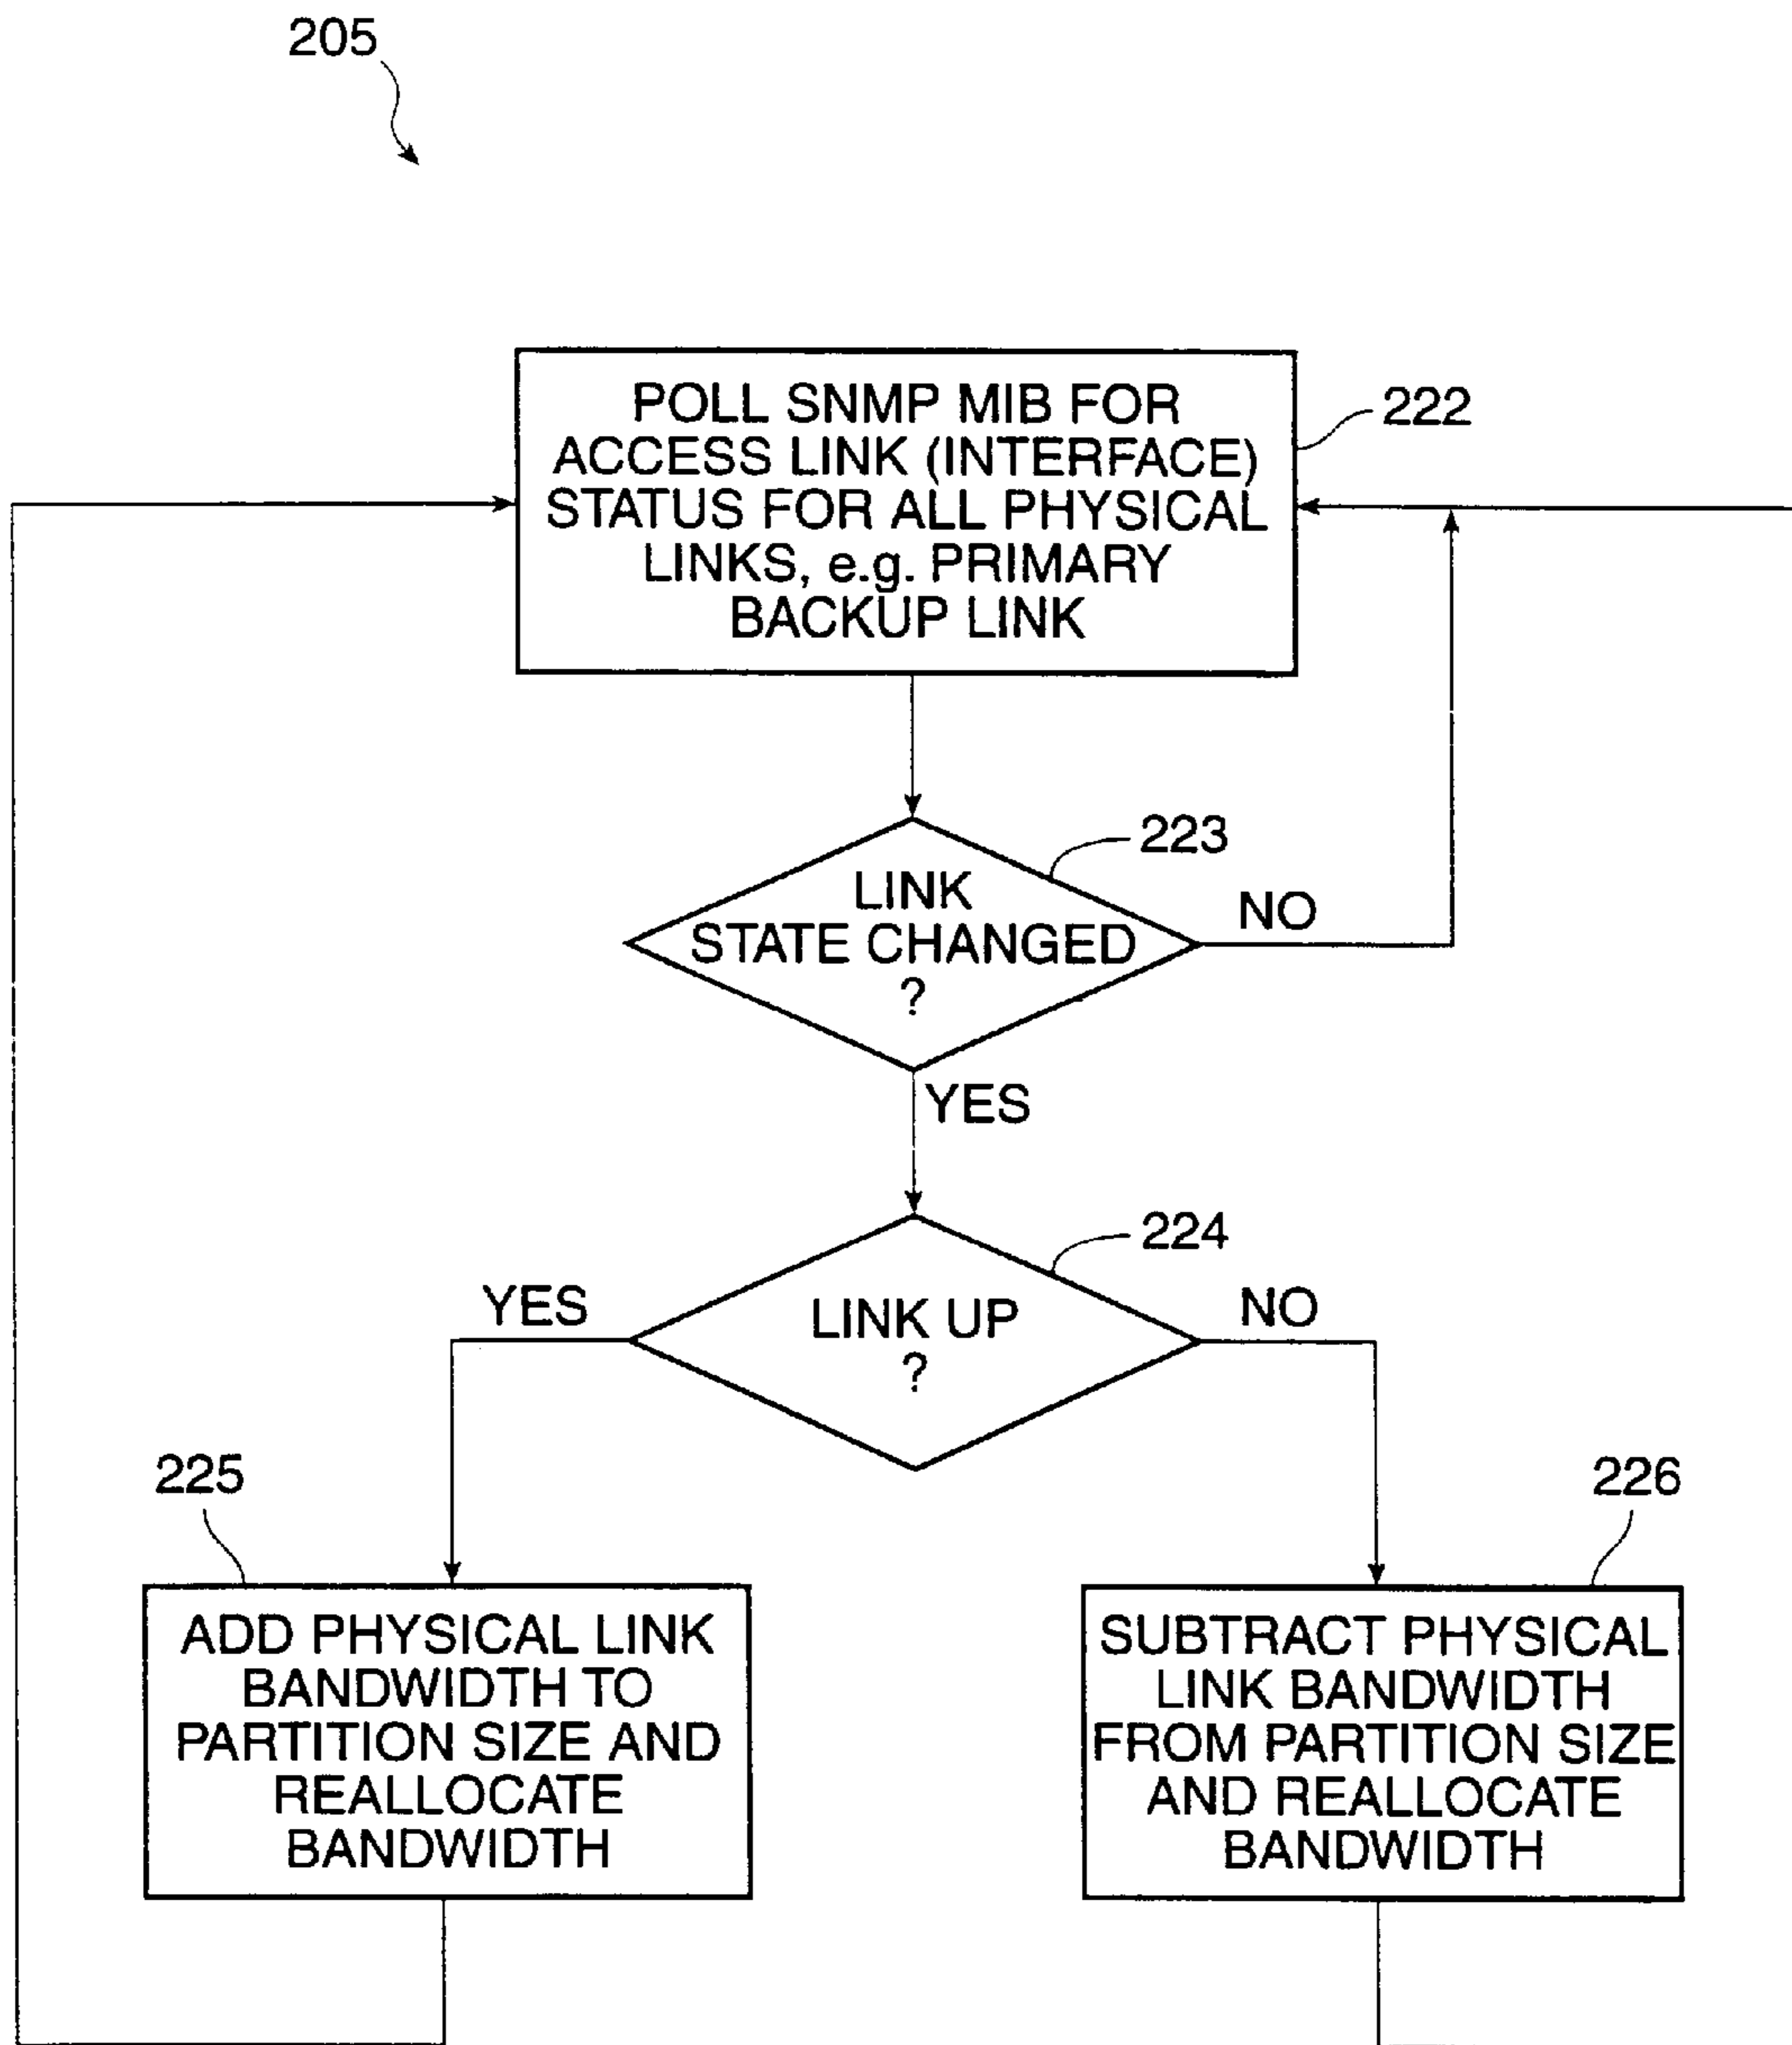 205
POLL SNMP MIB FOR
ACCESS LINK (INTERFACE)
STATUS FOR ALL PHYSICAL
LINKS, e.g. PRIMARY
BACKUP LINK
222
223
LINK
STATE CHANGED
?
NO
YES
224
YES
LINK UP
?
NO
225
226
ADD PHYSICAL LINK
BANDWIDTH TO
PARTITION SIZE AND
REALLOCATE
BANDWIDTH
SUBTRACT PHYSICAL
LINK BANDWIDTH
FROM PARTITION SIZE
AND REALLOCATE
BANDWIDTH